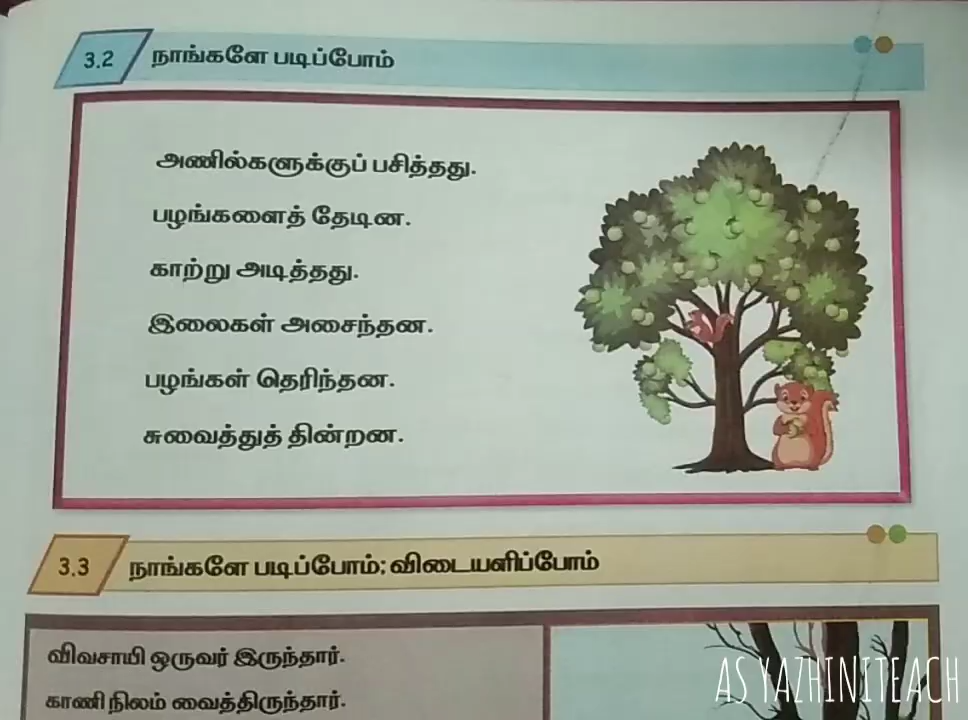 3.2 நாங்களே படிப்போம்
அணில்களுக்குப் பசித்தது.
பழங்களைத் தேடின.
காற்று அடித்தது.
இலைகள் அசைந்தன.
பழங்கள் தெரிந்தன.
சுவைத்துத் தின்றன.
3.3 நாங்களே படிப்போம்; விடையளிப்போம்
விவசாயி ஒருவர் இருந்தார்.
காணி நிலம் வைத்திருந்தார்.
AS YAZHINITEACH